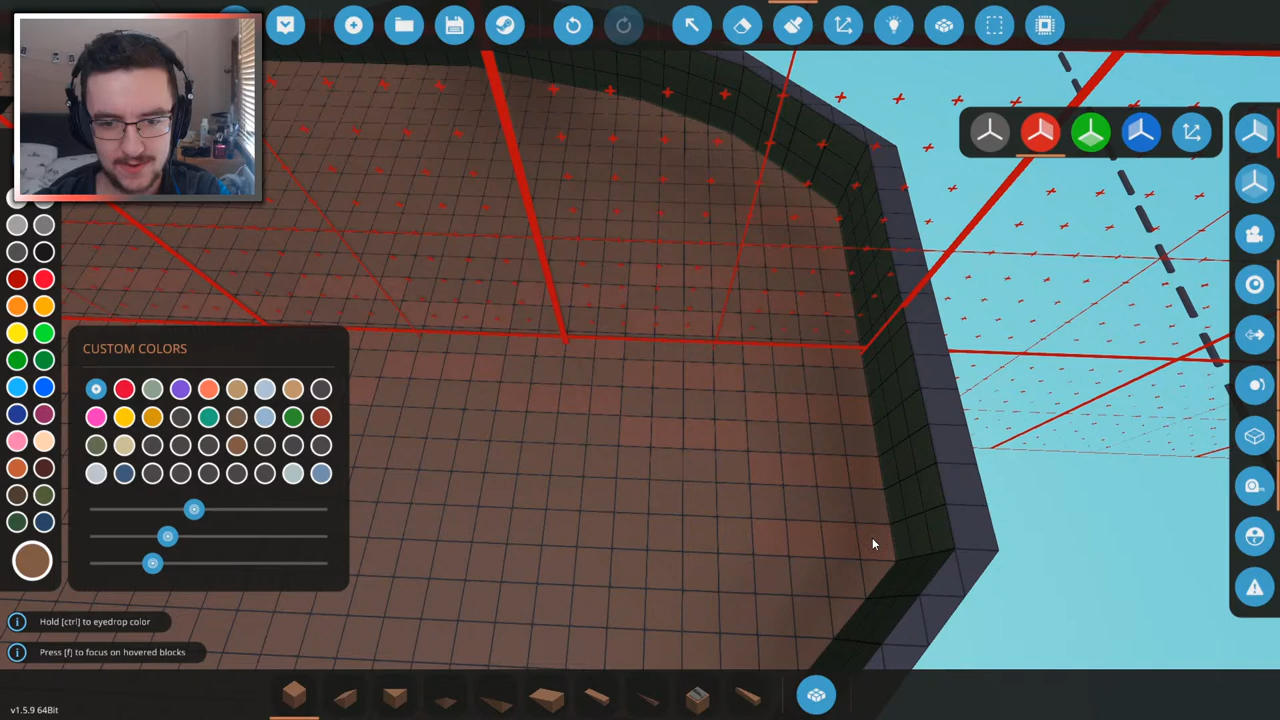 CUSTOM COLORS
Hold [ctrl] to eyedrop color
Press [f] to focus on hovered blocks
v1.5.9 64Bit